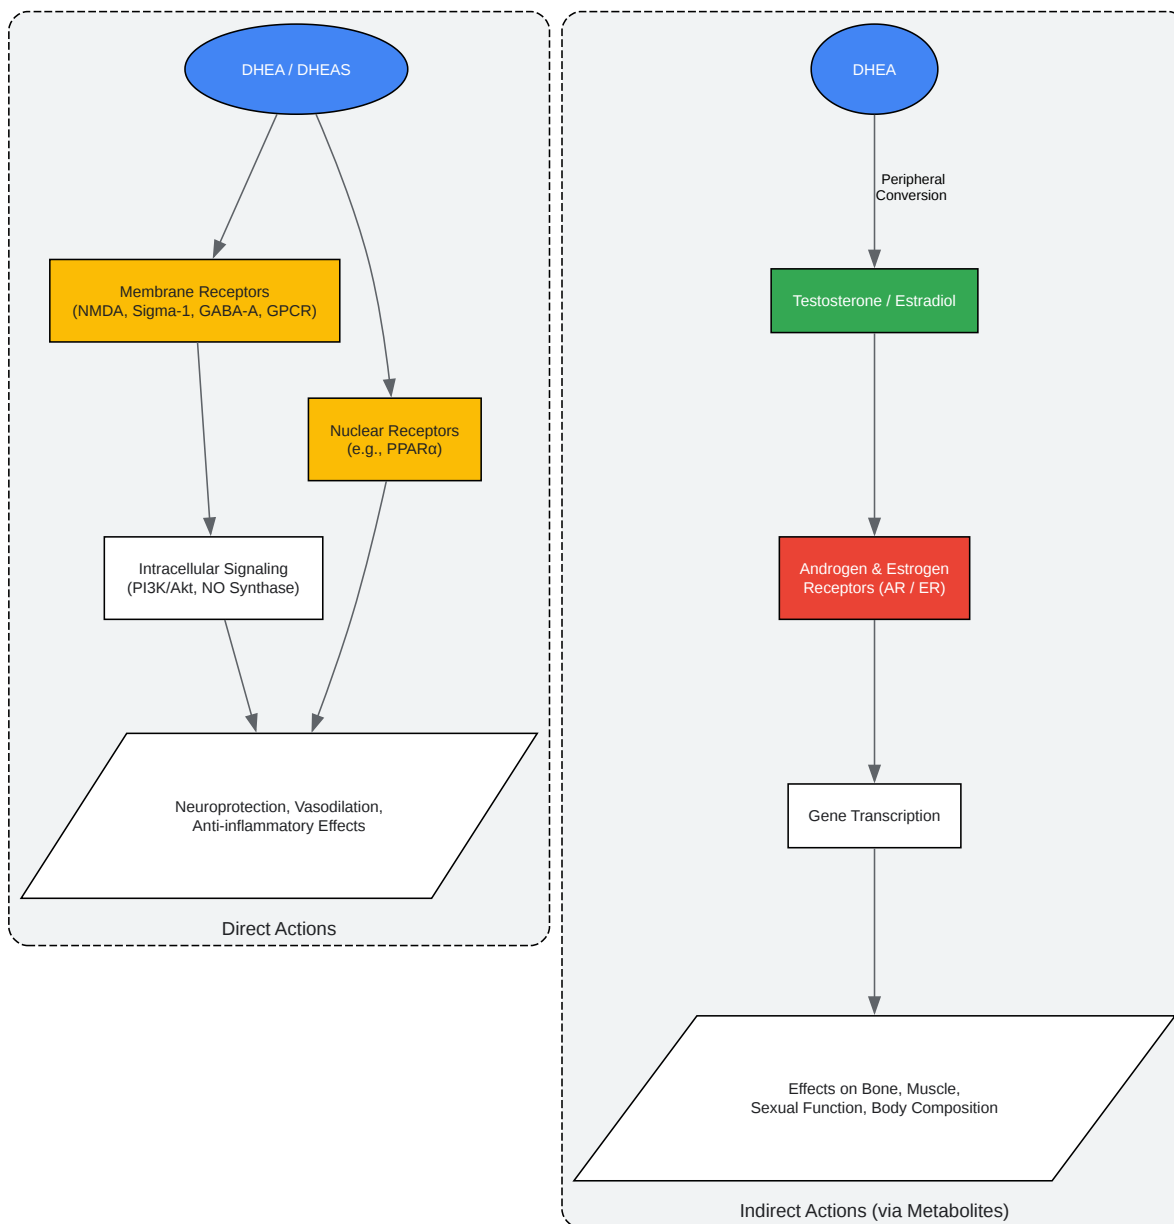 DHEA / DHEAS
Membrane Receptors
(NMDA, Sigma-1, GABA-A, GPCR)
Nuclear Receptors
(e.g., PPARα)
Intracellular Signaling
(PI3K/Akt, NO Synthase)
Neuroprotection, Vasodilation,
Anti-inflammatory Effects
Direct Actions
DHEA
Peripheral
Conversion
Testosterone / Estradiol
Androgen & Estrogen
Receptors (AR / ER)
Gene Transcription
Effects on Bone, Muscle,
Sexual Function, Body Composition
Indirect Actions (via Metabolites)